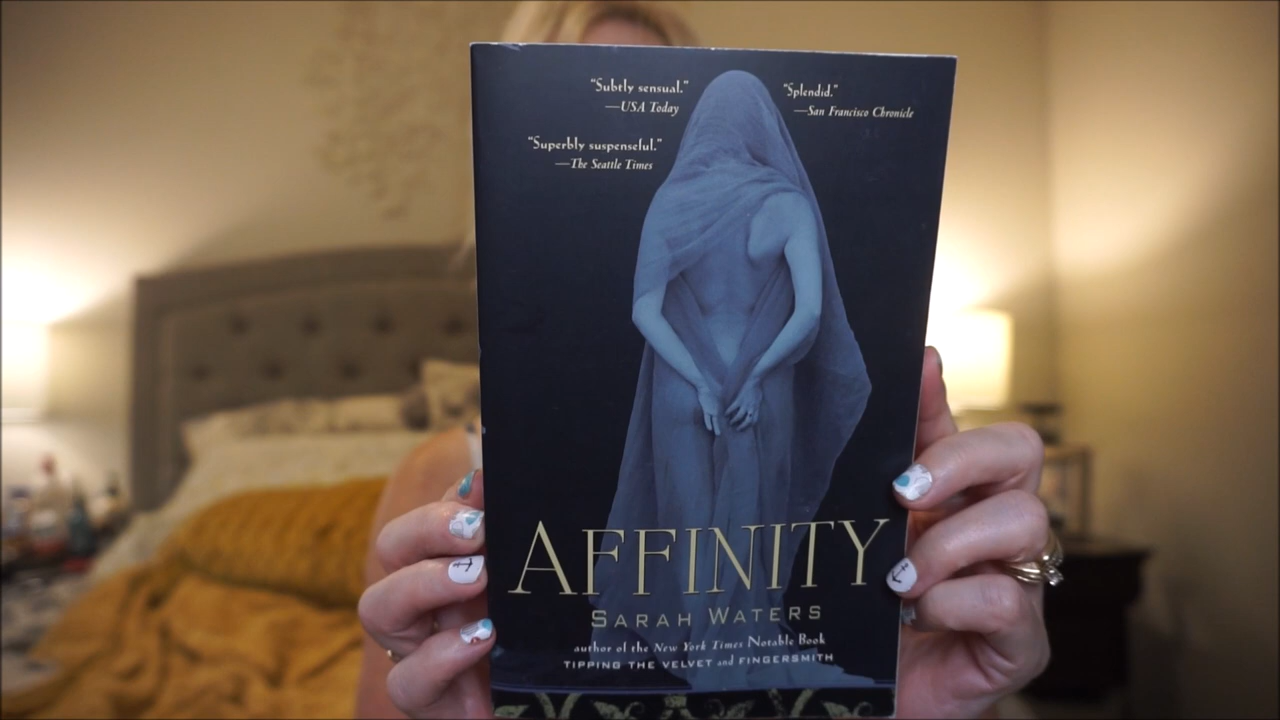 "Subtly sensual."
—USA Today
"Splendid."
—San Francisco Chronicle
"Superbly suspenseful."
—The Seattle Times
AFFINITY
SARAH WATERS
author of the New York Times Notable Book
TIPPING THE VELVET and FINGERSMITH